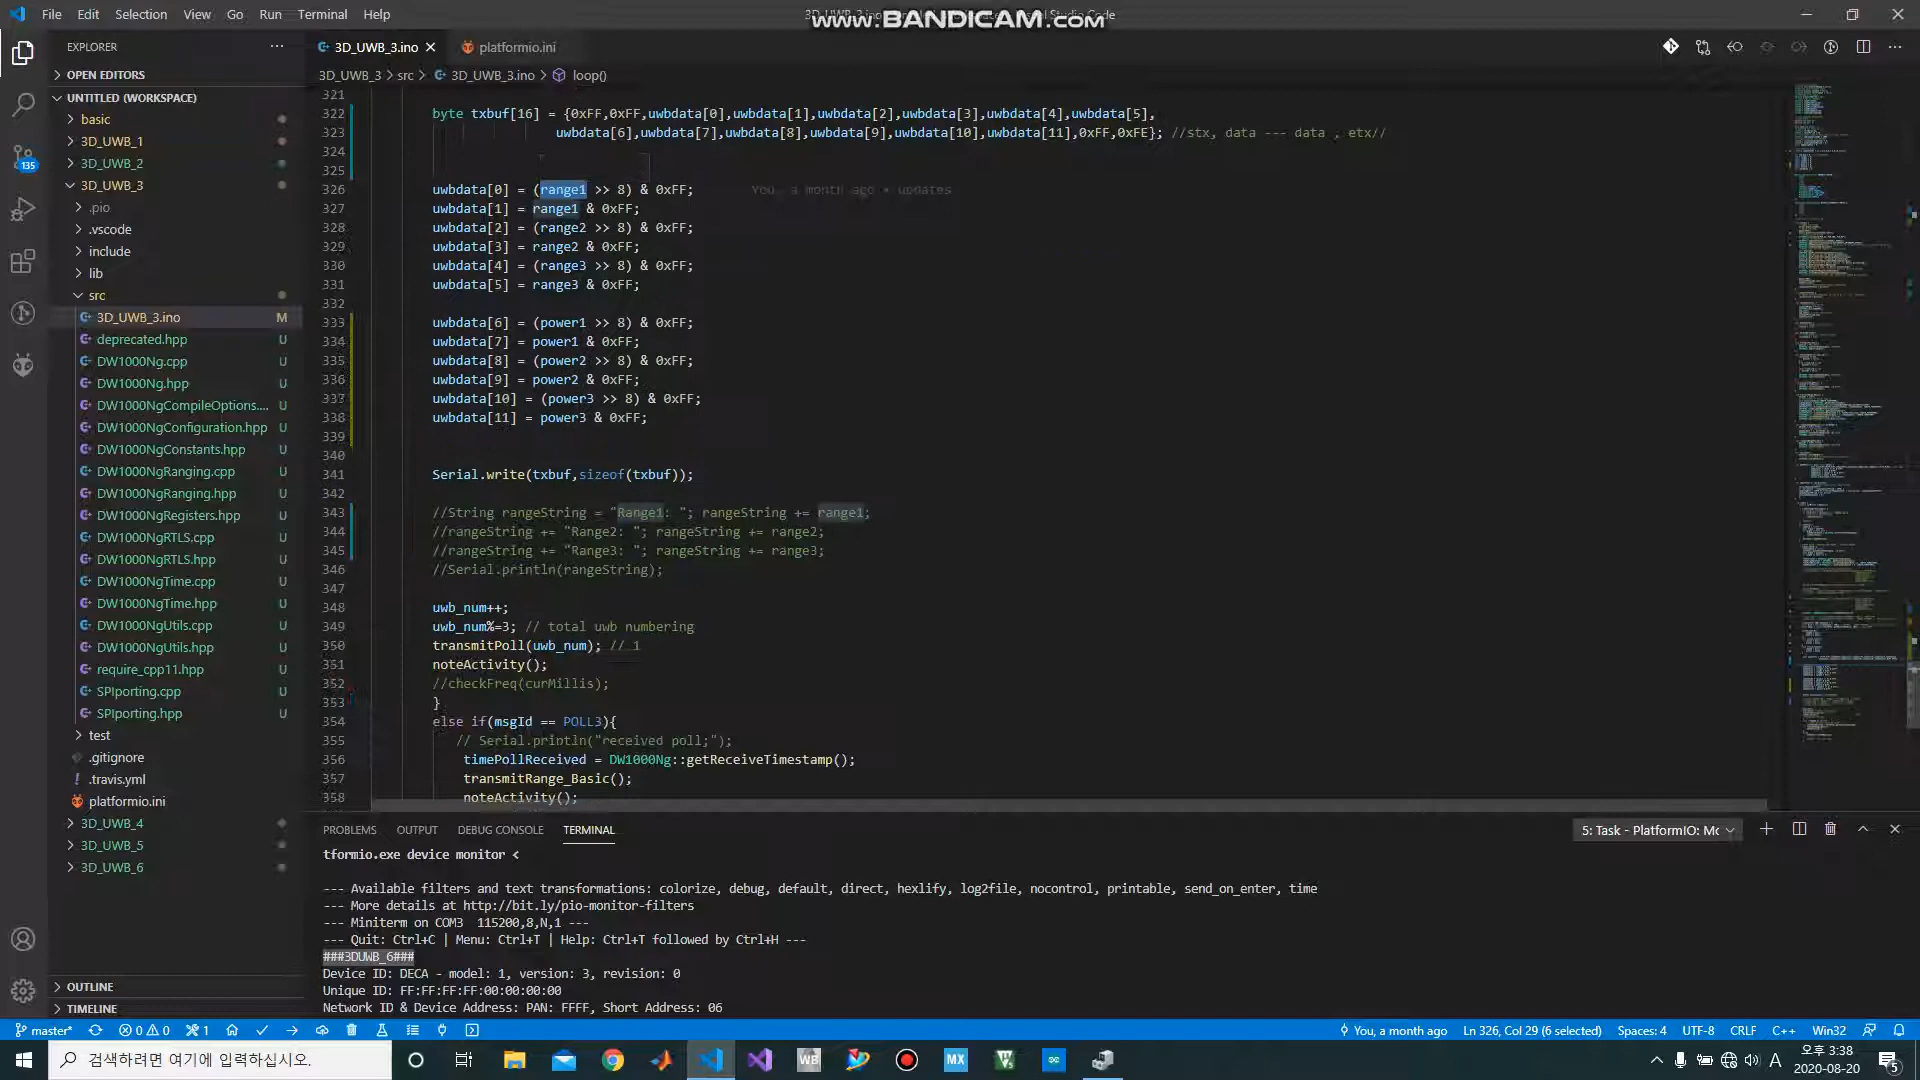 File Edit Selection View Go Run Terminal Help
www.BANDICAM.com
EXPLORER
3D_UWB_3.ino
platformio.ini
OPEN EDITORS
3D_UWB_3 > src > 3D_UWB_3.ino > loop()
UNTITLED (WORKSPACE)
basic
3D_UWB_1
3D_UWB_2
3D_UWB_3
.pio
.vscode
include
lib
src
3D_UWB_3.ino M
deprecated.hpp U
DW1000Ng.cpp U
DW1000Ng.hpp U
DW1000NgCompileOptions.... U
DW1000NgConfiguration.hpp U
DW1000NgConstants.hpp U
DW1000NgRanging.cpp U
DW1000NgRanging.hpp U
DW1000NgRegisters.hpp U
DW1000NgRTLS.cpp U
DW1000NgRTLS.hpp U
DW1000NgTime.cpp U
DW1000NgTime.hpp U
DW1000NgUtils.cpp U
DW1000NgUtils.hpp U
require_cpp11.hpp U
SPIporting.cpp U
SPIporting.hpp U
test
.gitignore
.travis.yml
platformio.ini
3D_UWB_4
3D_UWB_5
3D_UWB_6
OUTLINE
TIMELINE
135
321
322 byte txbuf[16] = {0xFF,0xFF,uwbdata[0],uwbdata[1],uwbdata[2],uwbdata[3],uwbdata[4],uwbdata[5],
323 uwbdata[6],uwbdata[7],uwbdata[8],uwbdata[9],uwbdata[10],uwbdata[11],0xFF,0xFE}; //stx, data --- data , etx//
324
325
326 uwbdata[0] = (range1 >> 8) & 0xFF; You, a month ago • updates
327 uwbdata[1] = range1 & 0xFF;
328 uwbdata[2] = (range2 >> 8) & 0xFF;
329 uwbdata[3] = range2 & 0xFF;
330 uwbdata[4] = (range3 >> 8) & 0xFF;
331 uwbdata[5] = range3 & 0xFF;
332
333 uwbdata[6] = (power1 >> 8) & 0xFF;
334 uwbdata[7] = power1 & 0xFF;
335 uwbdata[8] = (power2 >> 8) & 0xFF;
336 uwbdata[9] = power2 & 0xFF;
337 uwbdata[10] = (power3 >> 8) & 0xFF;
338 uwbdata[11] = power3 & 0xFF;
339
340
341 Serial.write(txbuf,sizeof(txbuf));
342
343 //String rangeString = "Range1: "; rangeString += range1;
344 //rangeString += "Range2: "; rangeString += range2;
345 //rangeString += "Range3: "; rangeString += range3;
346 //Serial.println(rangeString);
347
348 uwb_num++;
349 uwb_num%=3; // total uwb numbering
350 transmitPoll(uwb_num); // 1
351 noteActivity();
352 //checkFreq(curMillis);
353 }
354 else if(msgId == POLL3){
355 // Serial.println("received poll;");
356 timePollReceived = DW1000Ng::getReceiveTimestamp();
357 transmitRange_Basic();
358 noteActivity();
PROBLEMS OUTPUT DEBUG CONSOLE TERMINAL
5: Task - PlatformIO: Mc
tformio.exe device monitor <
--- Available filters and text transformations: colorize, debug, default, direct, hexlify, log2file, nocontrol, printable, send_on_enter, time
--- More details at http://bit.ly/pio-monitor-filters
--- Miniterm on COM3 115200,8,N,1 ---
--- Quit: Ctrl+C | Menu: Ctrl+T | Help: Ctrl+T followed by Ctrl+H ---
###3DUWB_6###
Device ID: DECA - model: 1, version: 3, revision: 0
Unique ID: FF:FF:FF:FF:00:00:00:00
Network ID & Device Address: PAN: FFFF, Short Address: 06
master* 0 0 1 You, a month ago Ln 326, Col 29 (6 selected) Spaces: 4 UTF-8 CRLF C++ Win32
검색하려면 여기에 입력하십시오.
WB
MX
A
오후 3:38
2020-08-20
5